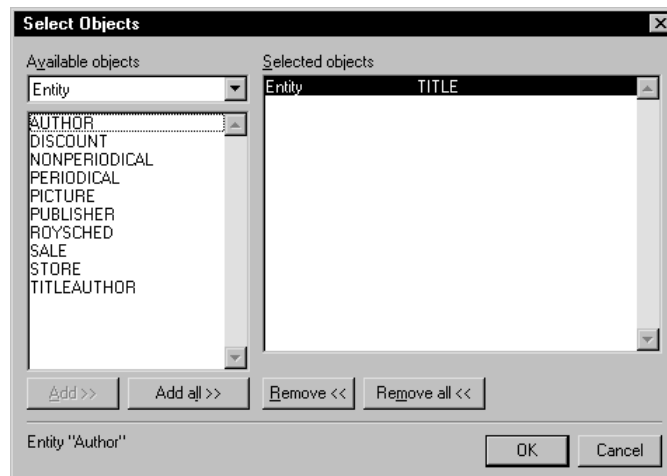 Select Objects
Available objects
Selected objects
Entity
Entity TITLE
AUTHOR
DISCOUNT
NONPERIODICAL
PERIODICAL
PICTURE
PUBLISHER
ROYSCHED
SALE
STORE
TITLEAUTHOR
Add >>
Add all >>
Remove <<
Remove all <<
Entity "Author"
OK
Cancel